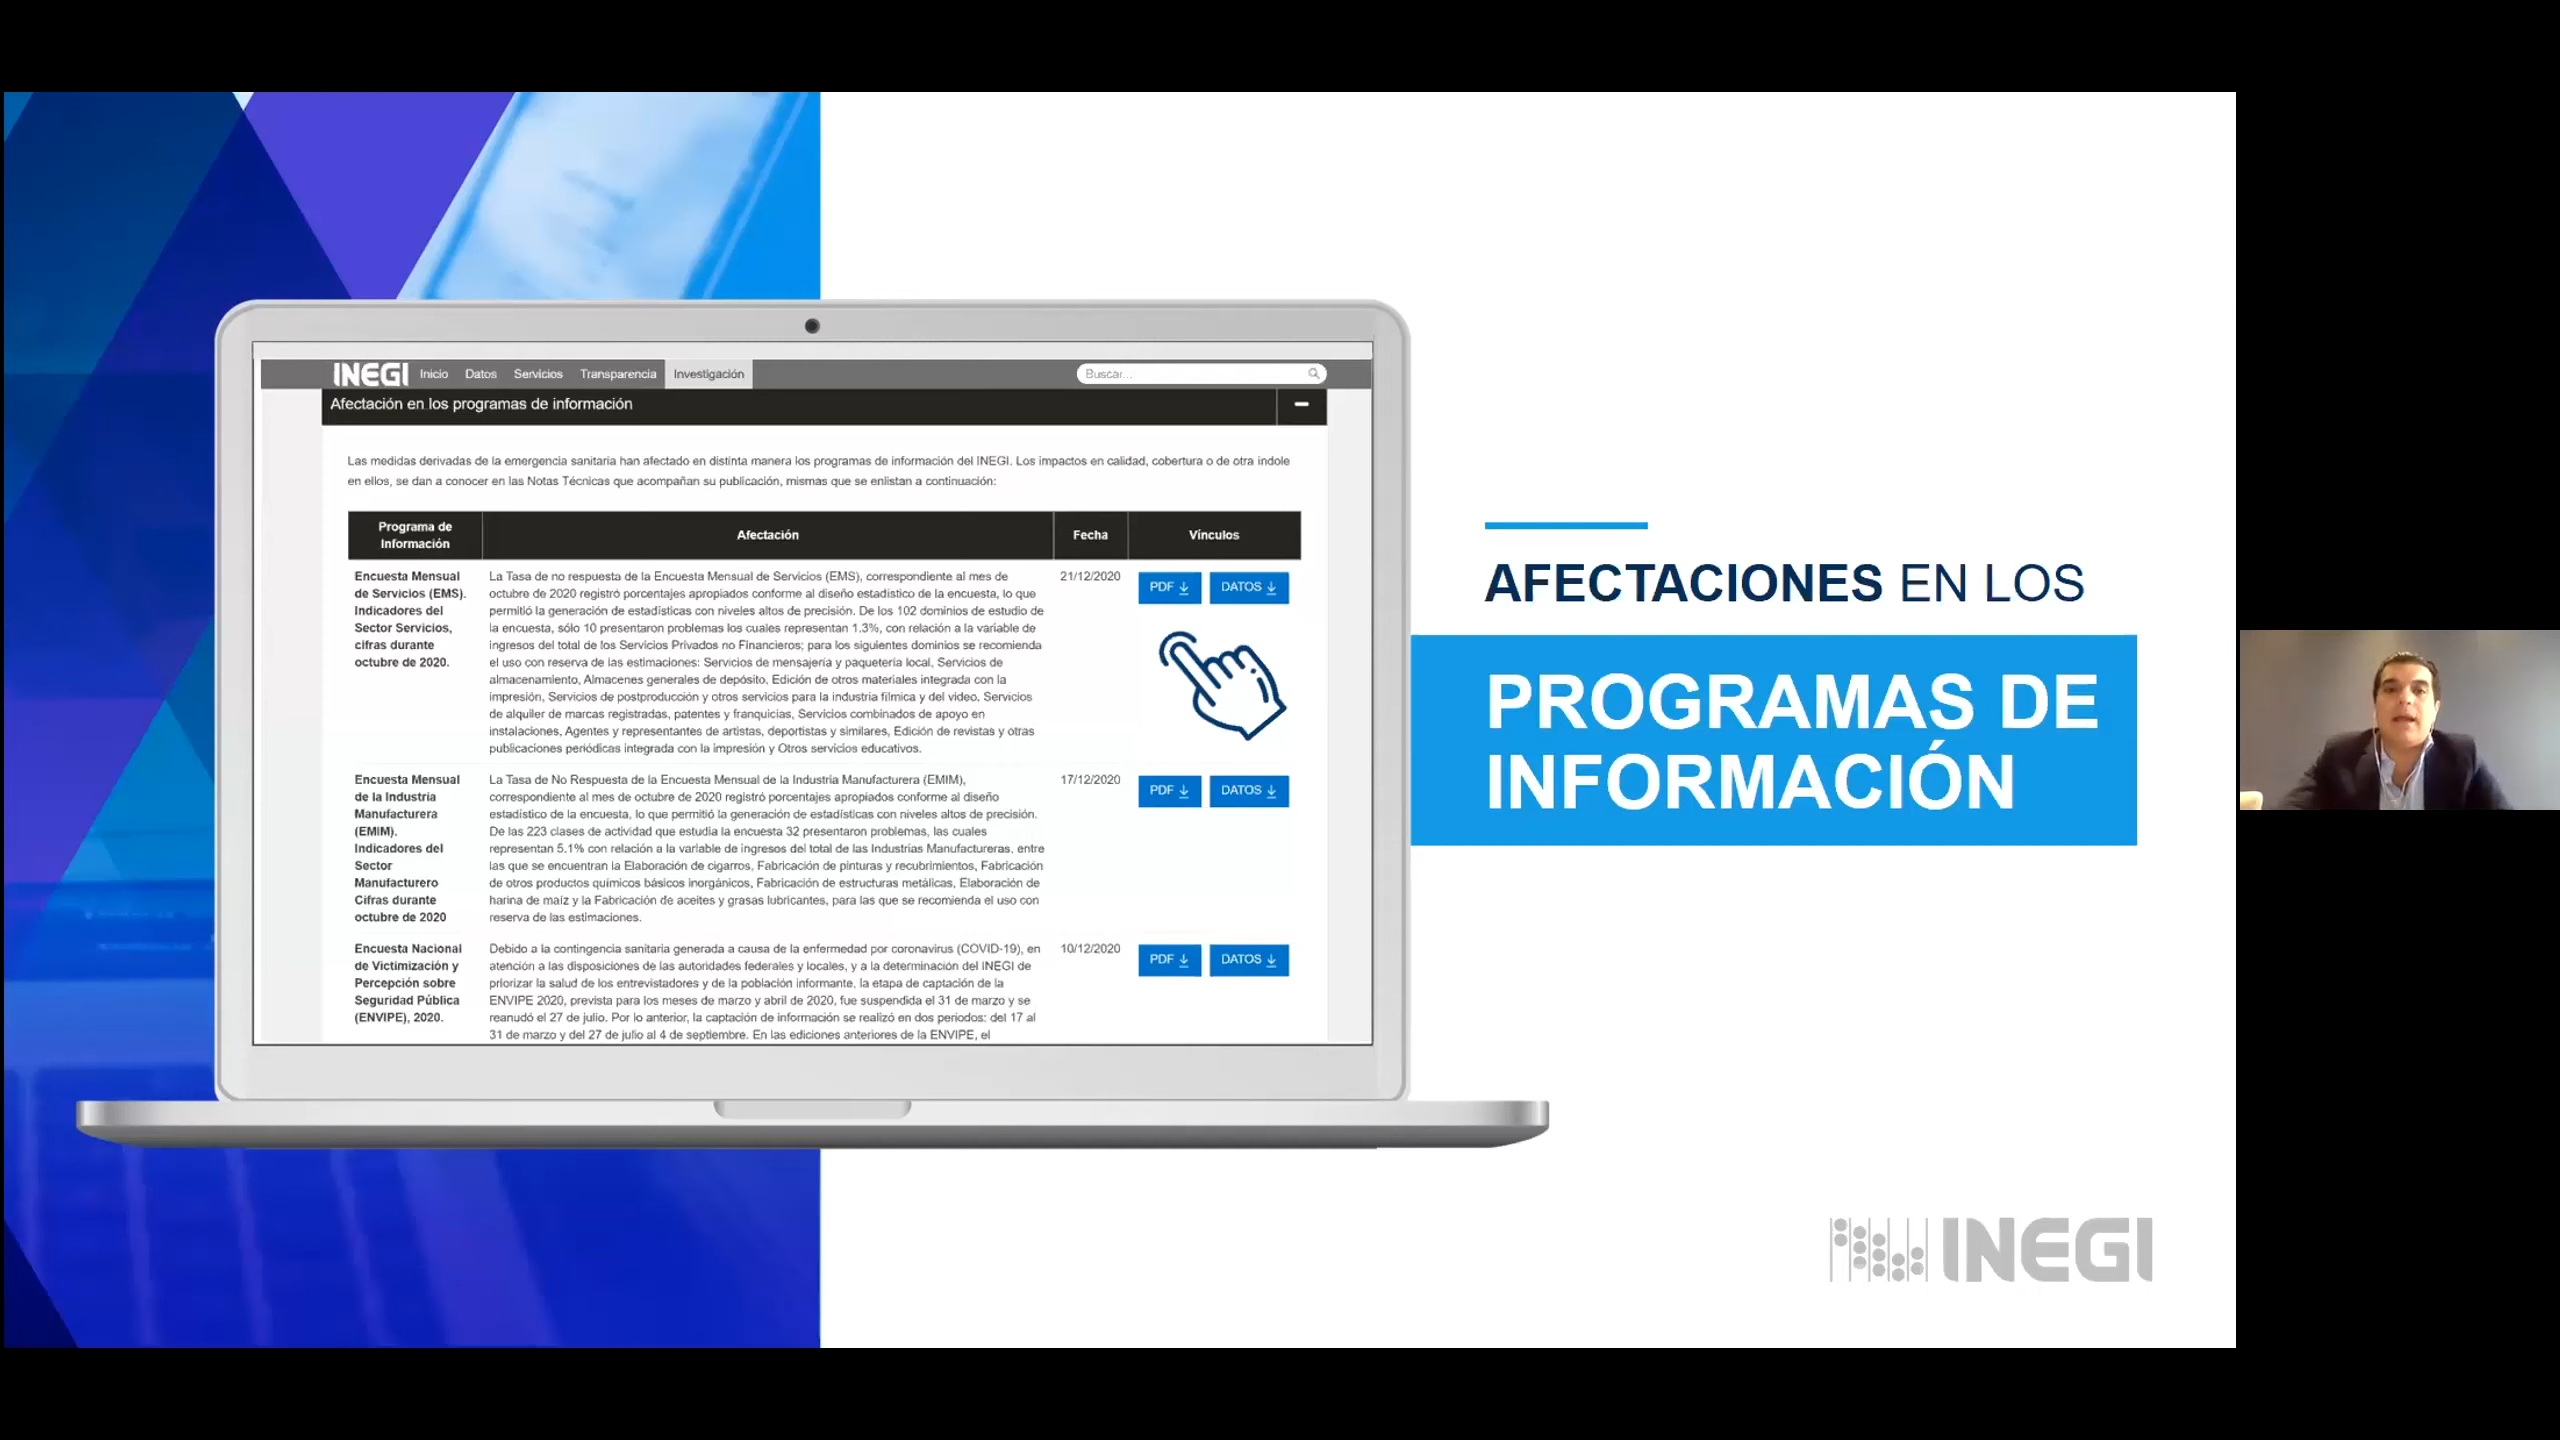 INEGI Inicio Datos Servicios Transparencia Investigación Buscar...
Afectación en los programas de información
Las medidas derivadas de la emergencia sanitaria han afectado en distinta manera los programas de información del INEGI. Los impactos en calidad, cobertura o de otra índole
en ellos, se dan a conocer en las Notas Técnicas que acompañan su publicación, mismas que se enlistan a continuación:
Programa de
Información
Afectación
Fecha
Vínculos
Encuesta Mensual
de Servicios (EMS).
Indicadores del
Sector Servicios,
cifras durante
octubre de 2020.
La Tasa de no respuesta de la Encuesta Mensual de Servicios (EMS), correspondiente al mes de
octubre de 2020 registró porcentajes apropiados conforme al diseño estadístico de la encuesta, lo que
permitió la generación de estadísticas con niveles altos de precisión. De los 102 dominios de estudio de
la encuesta, sólo 10 presentaron problemas los cuales representan 1.3%, con relación a la variable de
ingresos del total de los Servicios Privados no Financieros; para los siguientes dominios se recomienda
el uso con reserva de las estimaciones: Servicios de mensajería y paquetería local, Servicios de
almacenamiento, Almacenes generales de depósito, Edición de otros materiales integrada con la
impresión, Servicios de postproducción y otros servicios para la industria fílmica y del video, Servicios
de alquiler de marcas registradas, patentes y franquicias, Servicios combinados de apoyo en
instalaciones, Agentes y representantes de artistas, deportistas y similares, Edición de revistas y otras
publicaciones periódicas integrada con la impresión y Otros servicios educativos.
21/12/2020
PDF DATOS
Encuesta Mensual
de la Industria
Manufacturera
(EMIM).
Indicadores del
Sector
Manufacturero
Cifras durante
octubre de 2020
La Tasa de No Respuesta de la Encuesta Mensual de la Industria Manufacturera (EMIM),
correspondiente al mes de octubre de 2020 registró porcentajes apropiados conforme al diseño
estadístico de la encuesta, lo que permitió la generación de estadísticas con niveles altos de precisión.
De las 223 clases de actividad que estudia la encuesta 32 presentaron problemas, las cuales
representan 5.1% con relación a la variable de ingresos del total de las Industrias Manufactureras, entre
las que se encuentran la Elaboración de cigarros, Fabricación de pinturas y recubrimientos, Fabricación
de otros productos químicos básicos inorgánicos, Fabricación de estructuras metálicas, Elaboración de
harina de maíz y la Fabricación de aceites y grasas lubricantes, para las que se recomienda el uso con
reserva de las estimaciones.
17/12/2020
PDF DATOS
Encuesta Nacional
de Victimización y
Percepción sobre
Seguridad Pública
(ENVIPE), 2020.
Debido a la contingencia sanitaria generada a causa de la enfermedad por coronavirus (COVID-19), en
atención a las disposiciones de las autoridades federales y locales, y a la determinación del INEGI de
priorizar la salud de los entrevistadores y de la población informante, la etapa de captación de la
ENVIPE 2020, prevista para los meses de marzo y abril de 2020, fue suspendida el 31 de marzo y se
reanudó el 27 de julio. Por lo anterior, la captación de información se realizó en dos periodos: del 17 al
31 de marzo y del 27 de julio al 4 de septiembre. En las ediciones anteriores de la ENVIPE, el
10/12/2020
PDF DATOS
AFECTACIONES EN LOS
PROGRAMAS DE
INFORMACIÓN
INEGI